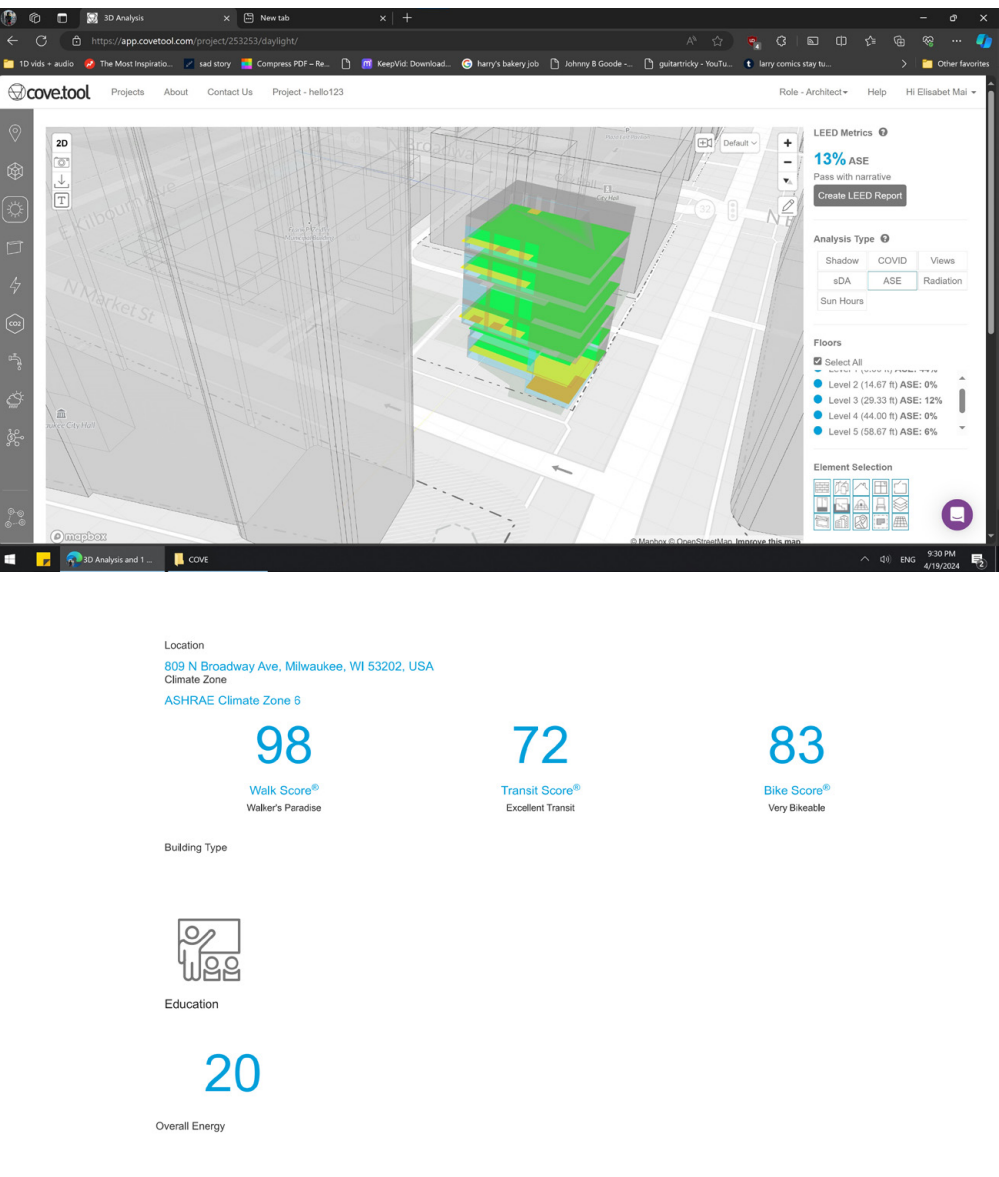 3D Analysis
New tab
https://app.covetool.com/project/253253/daylight/
1D vids + audio
The Most Inspiratio...
sad story
Compress PDF – Re...
KeepVid: Download...
harry's bakery job
Johnny B Goode -...
guitartricky - YouTu...
larry comics stay tu...
Other favorites
cove.tool
Projects
About
Contact Us
Project - hello123
Role - Architect
Help
Hi Elisabet Mai
2D
T
Default
City Hall
32
N Market St
LEED Metrics
13% ASE
Pass with narrative
Create LEED Report
Analysis Type
Shadow
COVID
Views
sDA
ASE
Radiation
Sun Hours
Floors
Select All
Level 2 (14.67 ft) ASE: 0%
Level 3 (29.33 ft) ASE: 12%
Level 4 (44.00 ft) ASE: 0%
Level 5 (58.67 ft) ASE: 6%
Element Selection
CO2
mapbox
© Mapbox © OpenStreetMap Improve this map
3D Analysis and 1 ...
COVE
ENG
9:30 PM
4/19/2024
Location
809 N Broadway Ave, Milwaukee, WI 53202, USA
Climate Zone
ASHRAE Climate Zone 6
98
72
83
Walk Score®
Transit Score®
Bike Score®
Walker's Paradise
Excellent Transit
Very Bikeable
Building Type
Education
20
Overall Energy